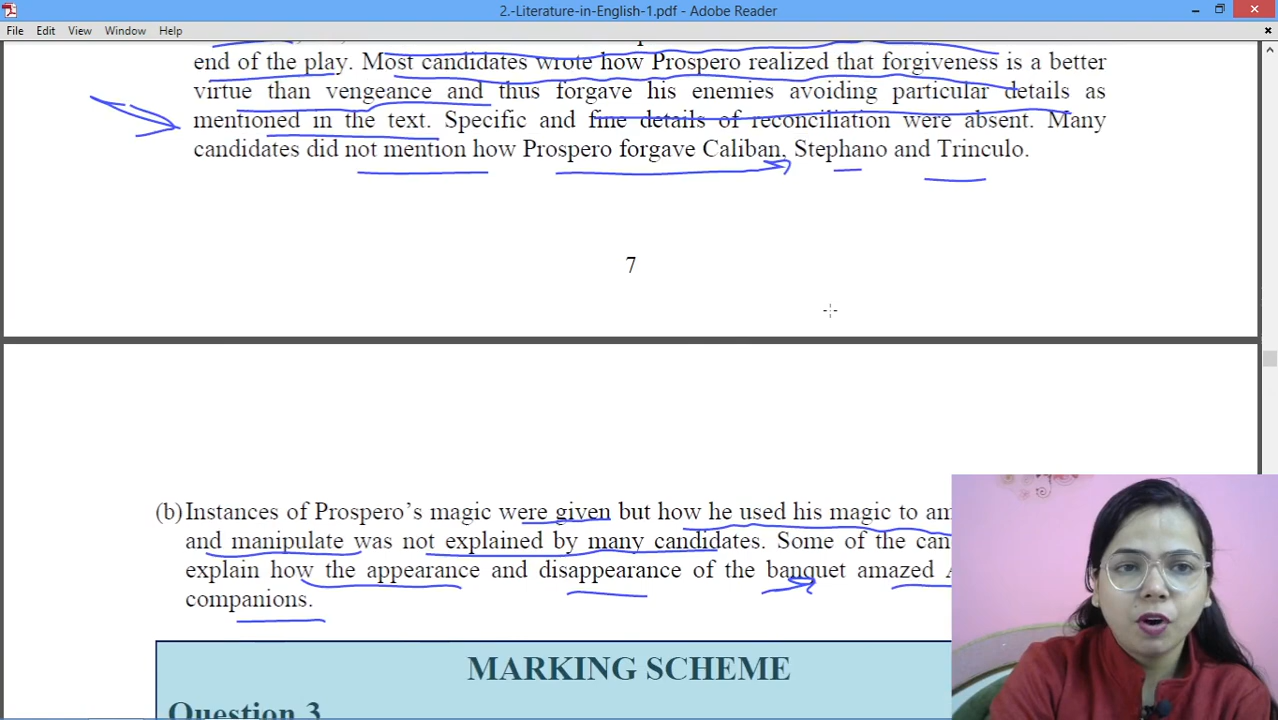 2.-Literature-in-English-1.pdf - Adobe Reader
File Edit View Window Help
end of the play. Most candidates wrote how Prospero realized that forgiveness is a better
virtue than vengeance and thus forgave his enemies avoiding particular details as
mentioned in the text. Specific and fine details of reconciliation were absent. Many
candidates did not mention how Prospero forgave Caliban, Stephano and Trinculo.
7
(b) Instances of Prospero's magic were given but how he used his magic to am
and manipulate was not explained by many candidates. Some of the can
explain how the appearance and disappearance of the banquet amazed A
companions.
MARKING SCHEME
Question 3